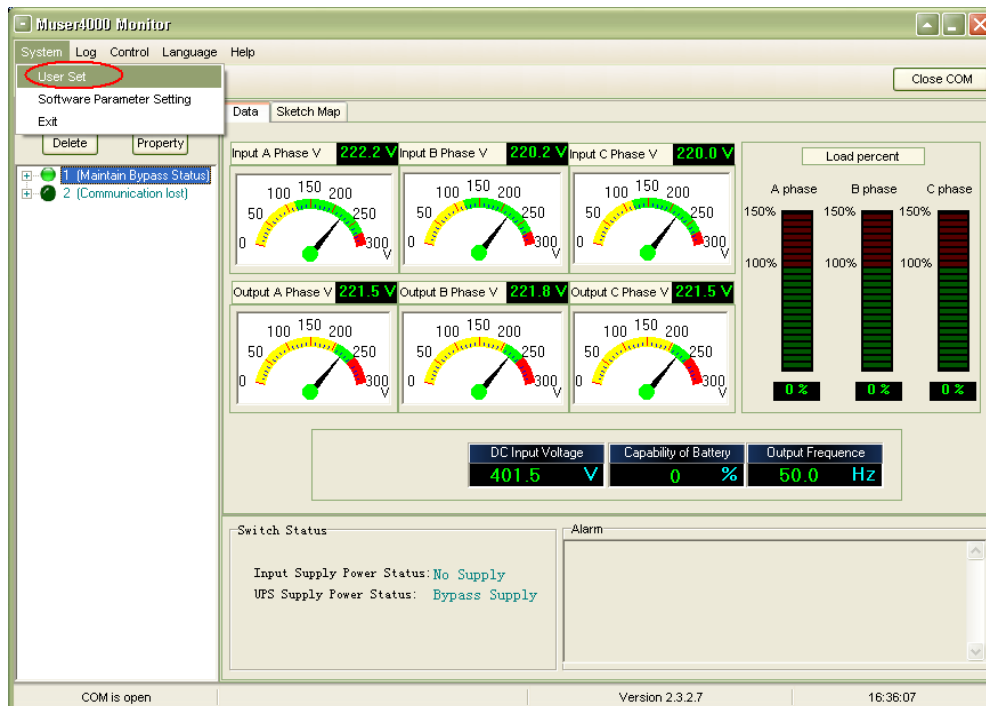 Muser4000 Monitor
System Log Control Language Help
User Set
Software Parameter Setting
Exit
Close COM
Delete Property
1 (Maintain Bypass Status)
2 (Communication lost)
Data Sketch Map
Input A Phase V 222.2 V Input B Phase V 220.2 V Input C Phase V 220.0 V
0 50 100 150 200 250 300 V
0 50 100 150 200 250 300 V
0 50 100 150 200 250 300 V
Output A Phase V 221.5 V Output B Phase V 221.8 V Output C Phase V 221.5 V
0 50 100 150 200 250 300 V
0 50 100 150 200 250 300 V
0 50 100 150 200 250 300 V
Load percent
A phase B phase C phase
150% 150% 150%
100% 100% 100%
0 % 0 % 0 %
DC Input Voltage Capability of Battery Output Frequence
401.5 V 0 % 50.0 Hz
Switch Status
Input Supply Power Status: No Supply
UPS Supply Power Status: Bypass Supply
Alarm
COM is open Version 2.3.2.7 16:36:07